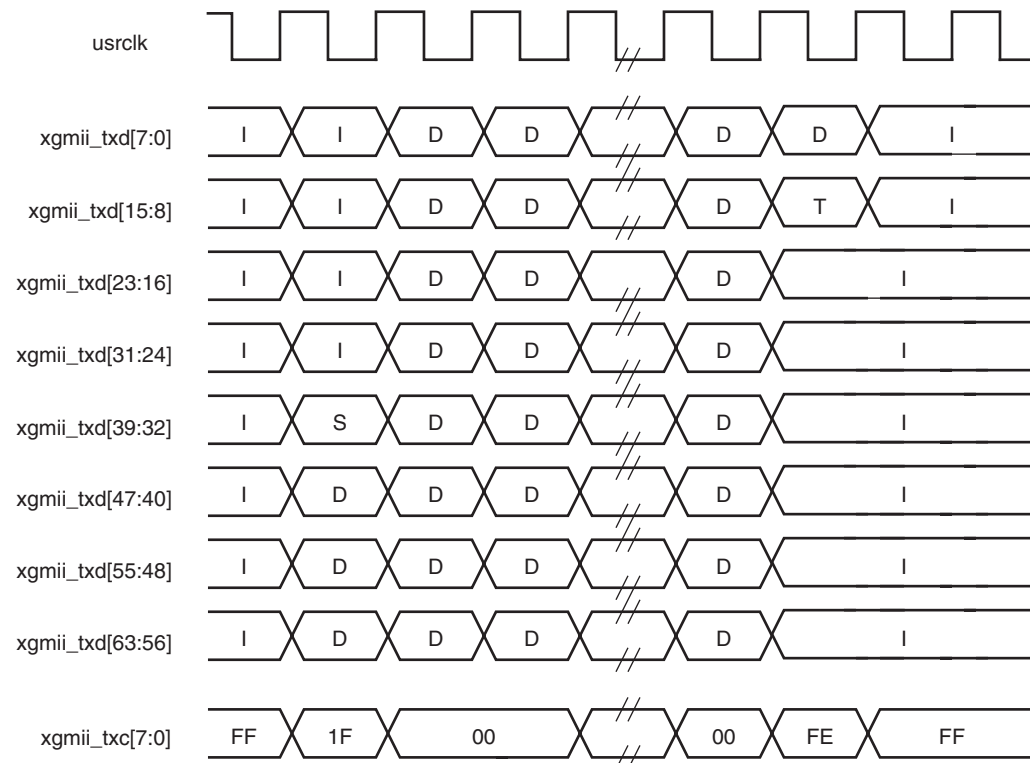 usrclk
xgmii_txd[7:0] I I D D D D I
xgmii_txd[15:8] I I D D D T I
xgmii_txd[23:16] I I D D D I
xgmii_txd[31:24] I I D D D I
xgmii_txd[39:32] I S D D D I
xgmii_txd[47:40] I D D D D I
xgmii_txd[55:48] I D D D D I
xgmii_txd[63:56] I D D D D I
xgmii_txc[7:0] FF 1F 00 00 FE FF